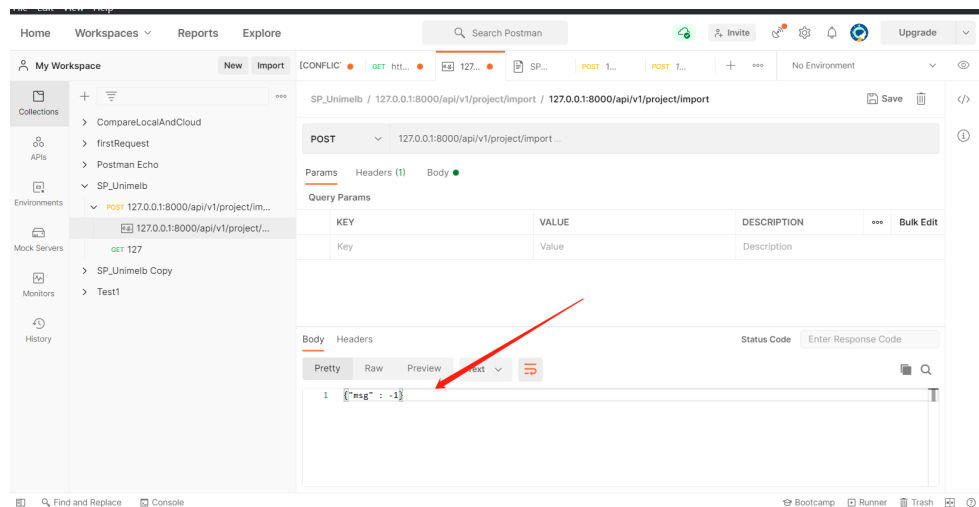 File Edit View Help
Home Workspaces Reports Explore Search Postman Invite Upgrade
My Workspace New Import [CONFLIC' GET htt... 127... SP... POST 1... POST 1... No Environment
Collections
APIs
Environments
Mock Servers
Monitors
History
CompareLocalAndCloud
firstRequest
Postman Echo
SP_Unimelb
POST 127.0.0.1:8000/api/v1/project/im...
127.0.0.1:8000/api/v1/project/...
GET 127
SP_Unimelb Copy
Test1
SP_Unimelb / 127.0.0.1:8000/api/v1/project/import / 127.0.0.1:8000/api/v1/project/import Save
POST 127.0.0.1:8000/api/v1/project/import ...
Params Headers (1) Body
Query Params
KEY VALUE DESCRIPTION Bulk Edit
Key Value Description
Body Headers Status Code Enter Response Code
Pretty Raw Preview Text
1 {"msg" : -1}
Find and Replace Console Bootcamp Runner Trash